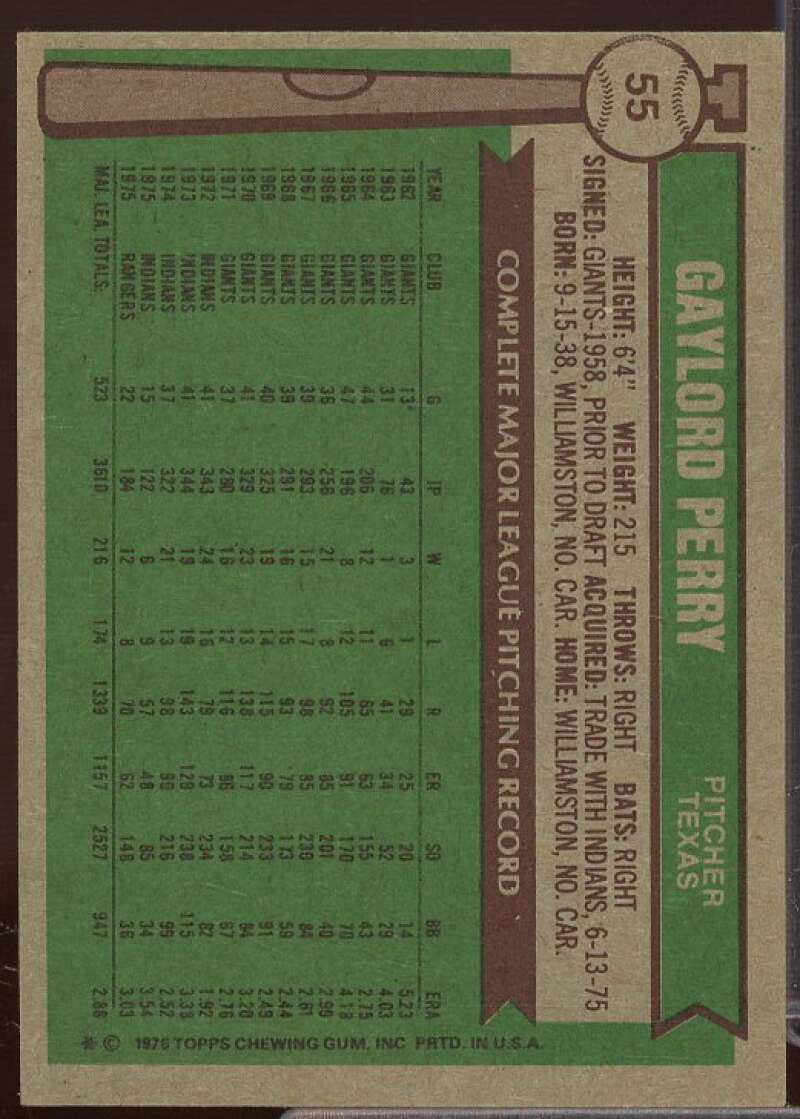 55
GAYLORD PERRY
PITCHER
TEXAS
HEIGHT: 6'4" WEIGHT: 215 THROWS: RIGHT BATS: RIGHT
SIGNED: GIANTS-1958, PRIOR TO DRAFT ACQUIRED: TRADE WITH INDIANS, 6-13-75
BORN: 9-15-38, WILLIAMSTON, NO. CAR. HOME: WILLIAMSTON, NO. CAR.
COMPLETE MAJOR LEAGUE PITCHING RECORD
YEAR CLUB G IP W L R ER SO BB ERA
1962 GIANTS 13 43 3 1 29 25 20 14 5.23
1963 GIANTS 31 76 1 6 41 34 52 29 4.03
1964 GIANTS 44 206 12 11 65 63 155 43 2.75
1965 GIANTS 47 196 8 12 105 91 170 70 4.18
1966 GIANTS 36 256 21 8 92 85 201 40 2.99
1967 GIANTS 39 293 15 17 98 85 230 84 2.61
1968 GIANTS 39 291 16 15 93 79 173 59 2.44
1969 GIANTS 40 325 19 14 115 90 233 91 2.49
1970 GIANTS 41 329 23 13 138 117 214 84 3.20
1971 GIANTS 37 280 16 12 116 86 158 67 2.76
1972 INDIANS 41 343 24 16 79 73 234 82 1.92
1973 INDIANS 41 344 19 19 143 129 238 115 3.38
1974 INDIANS 37 322 21 13 98 90 216 99 2.52
1975 INDIANS 15 122 6 9 57 48 85 34 3.54
1975 RANGERS 22 184 12 8 70 62 148 36 3.03
MAJ. LEA. TOTALS: 523 3610 216 174 1339 1157 2527 947 2.88
© 1976 TOPPS CHEWING GUM, INC PRTD. IN U.S.A.